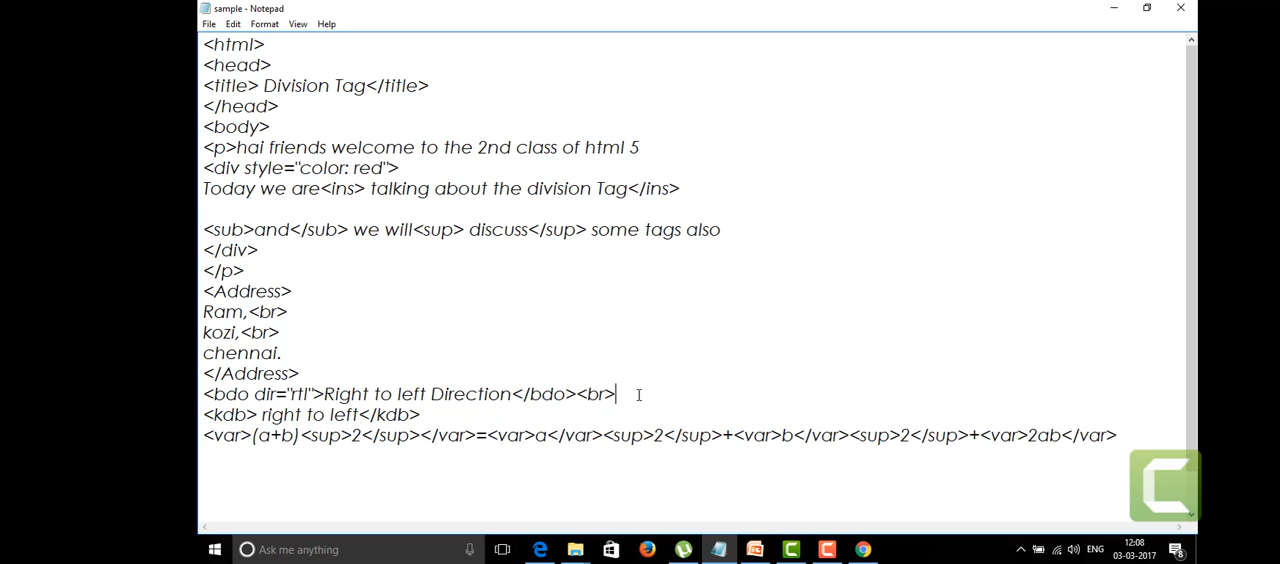 sample - Notepad
File Edit Format View Help
<html>
<head>
<title> Division Tag</title>
</head>
<body>
<p>hai friends welcome to the 2nd class of html 5
<div style="color: red">
Today we are<ins> talking about the division Tag</ins>
<sub>and</sub> we will<sup> discuss</sup> some tags also
</div>
</p>
<Address>
Ram,<br>
kozi,<br>
chennai.
</Address>
<bdo dir="rtl">Right to left Direction</bdo><br>
<kdb> right to left</kdb>
<var>(a+b)<sup>2</sup></var>=<var>a</var><sup>2</sup>+<var>b</var><sup>2</sup>+<var>2ab</var>
Ask me anything
ENG
12:08
03-03-2017
8